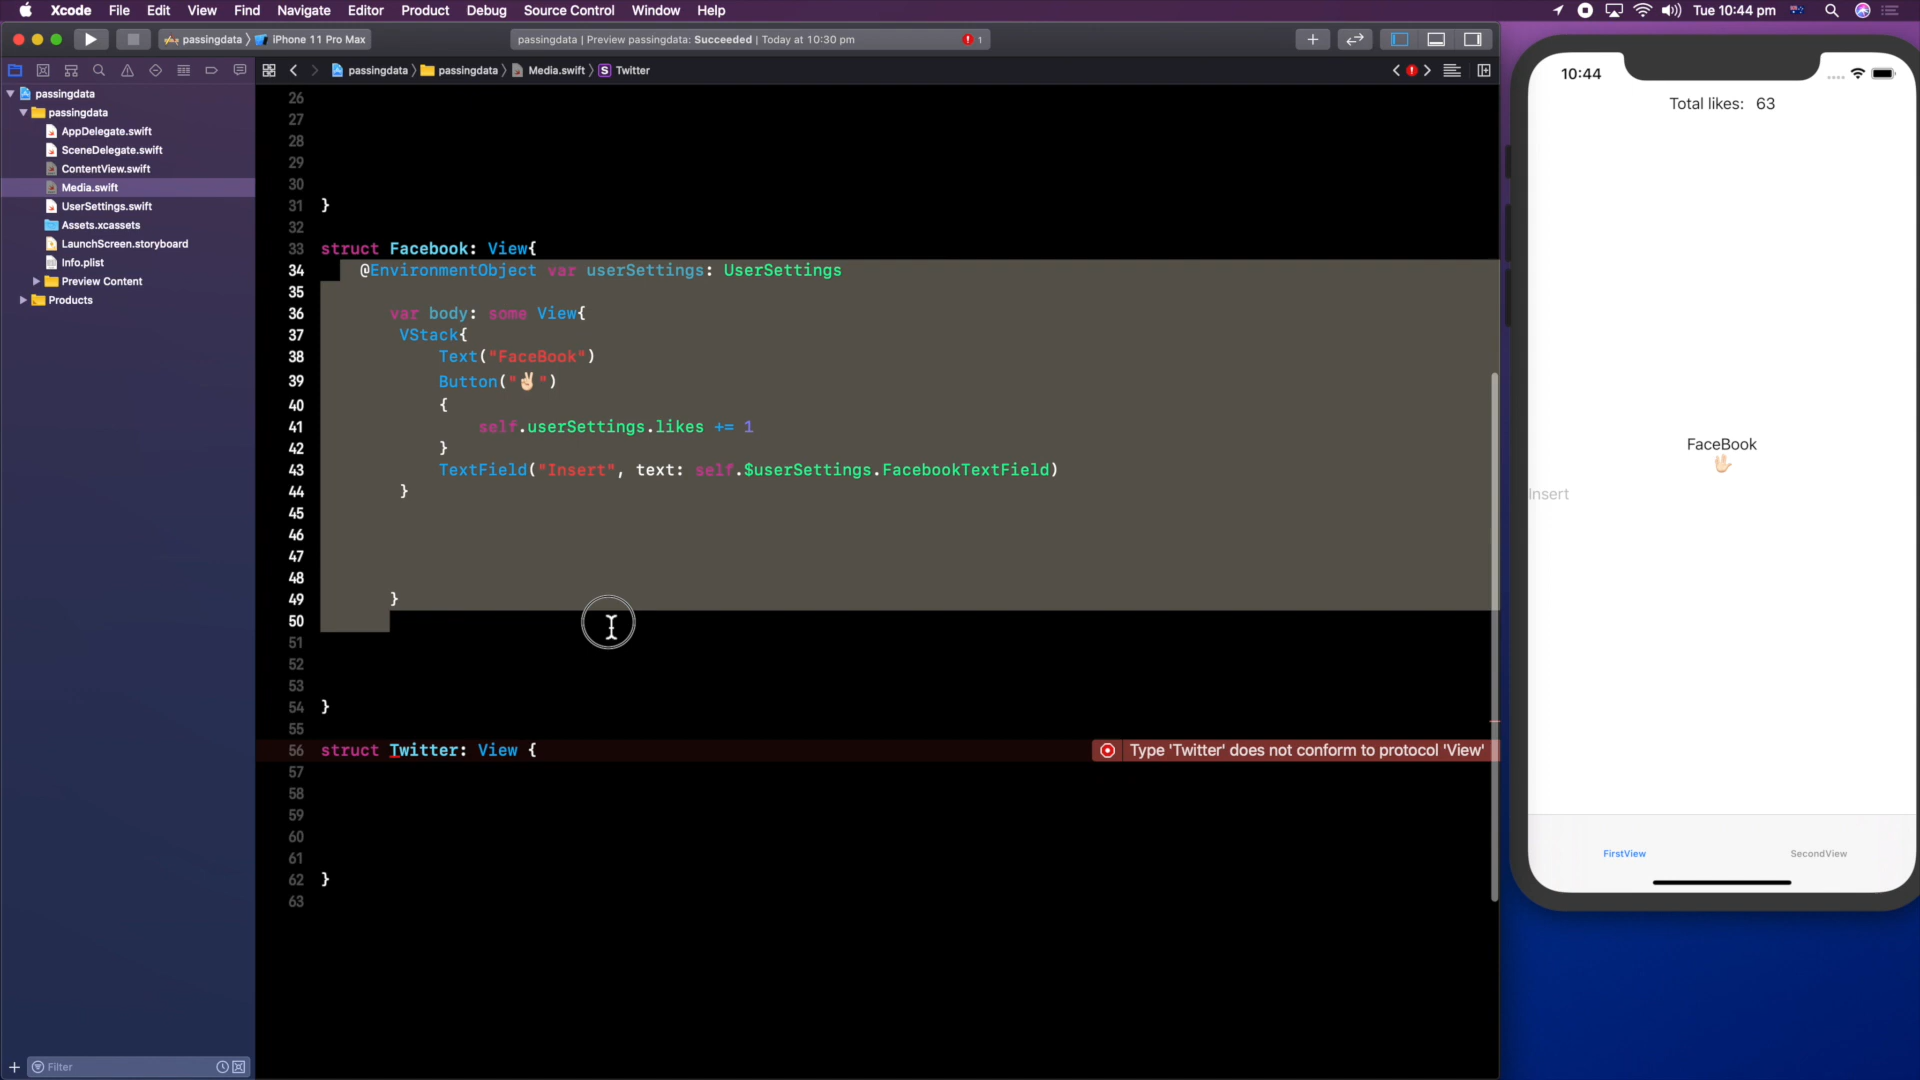 Xcode File Edit View Find Navigate Editor Product Debug Source Control Window Help
Tue 10:44 pm
passingdata 〉 iPhone 11 Pro Max
passingdata | Preview passingdata: Succeeded | Today at 10:30 pm
1
passingdata 〉 passingdata 〉 Media.swift 〉 S Twitter
passingdata
passingdata
AppDelegate.swift
SceneDelegate.swift
ContentView.swift
Media.swift
UserSettings.swift
Assets.xcassets
LaunchScreen.storyboard
Info.plist
Preview Content
Products
Filter
26
27
28
29
30
31 }
32
33 struct Facebook: View{
34 @EnvironmentObject var userSettings: UserSettings
35
36 var body: some View{
37 VStack{
38 Text("FaceBook")
39 Button("✌🏻")
40 {
41 self.userSettings.likes += 1
42 }
43 TextField("Insert", text: self.$userSettings.FacebookTextField)
44 }
45
46
47
48
49 }
50
51
52
53
54 }
55
56 struct Twitter: View { Type 'Twitter' does not conform to protocol 'View'
57
58
59
60
61
62 }
63
10:44
Total likes: 63
FaceBook
🖖🏻
Insert
FirstView SecondView